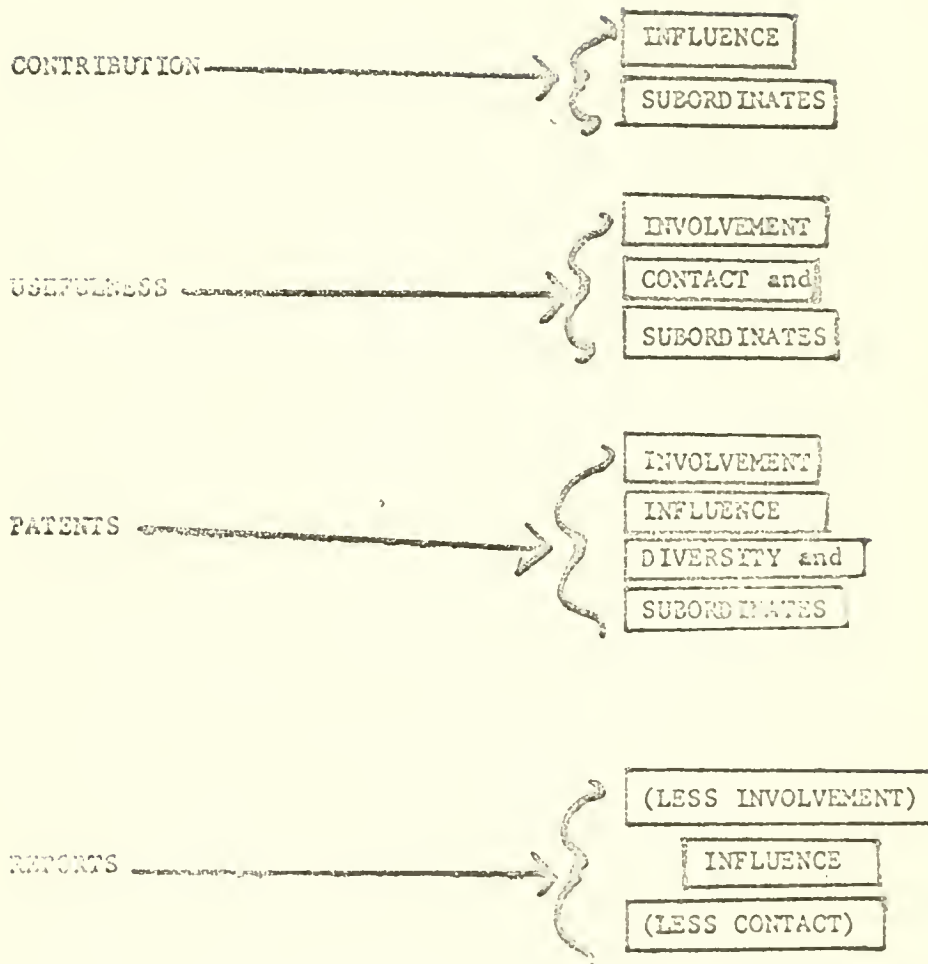 INFLUENCE
CONTRIBUTION
SUBORDINATES
INVOLVEMENT
USEFULNESS
CONTACT and
SUBORDINATES
INVOLVEMENT
PATENTS
INFLUENCE
DIVERSITY and
SUBORDINATES
(LESS INVOLVEMENT)
REPORTS
INFLUENCE
(LESS CONTACT)